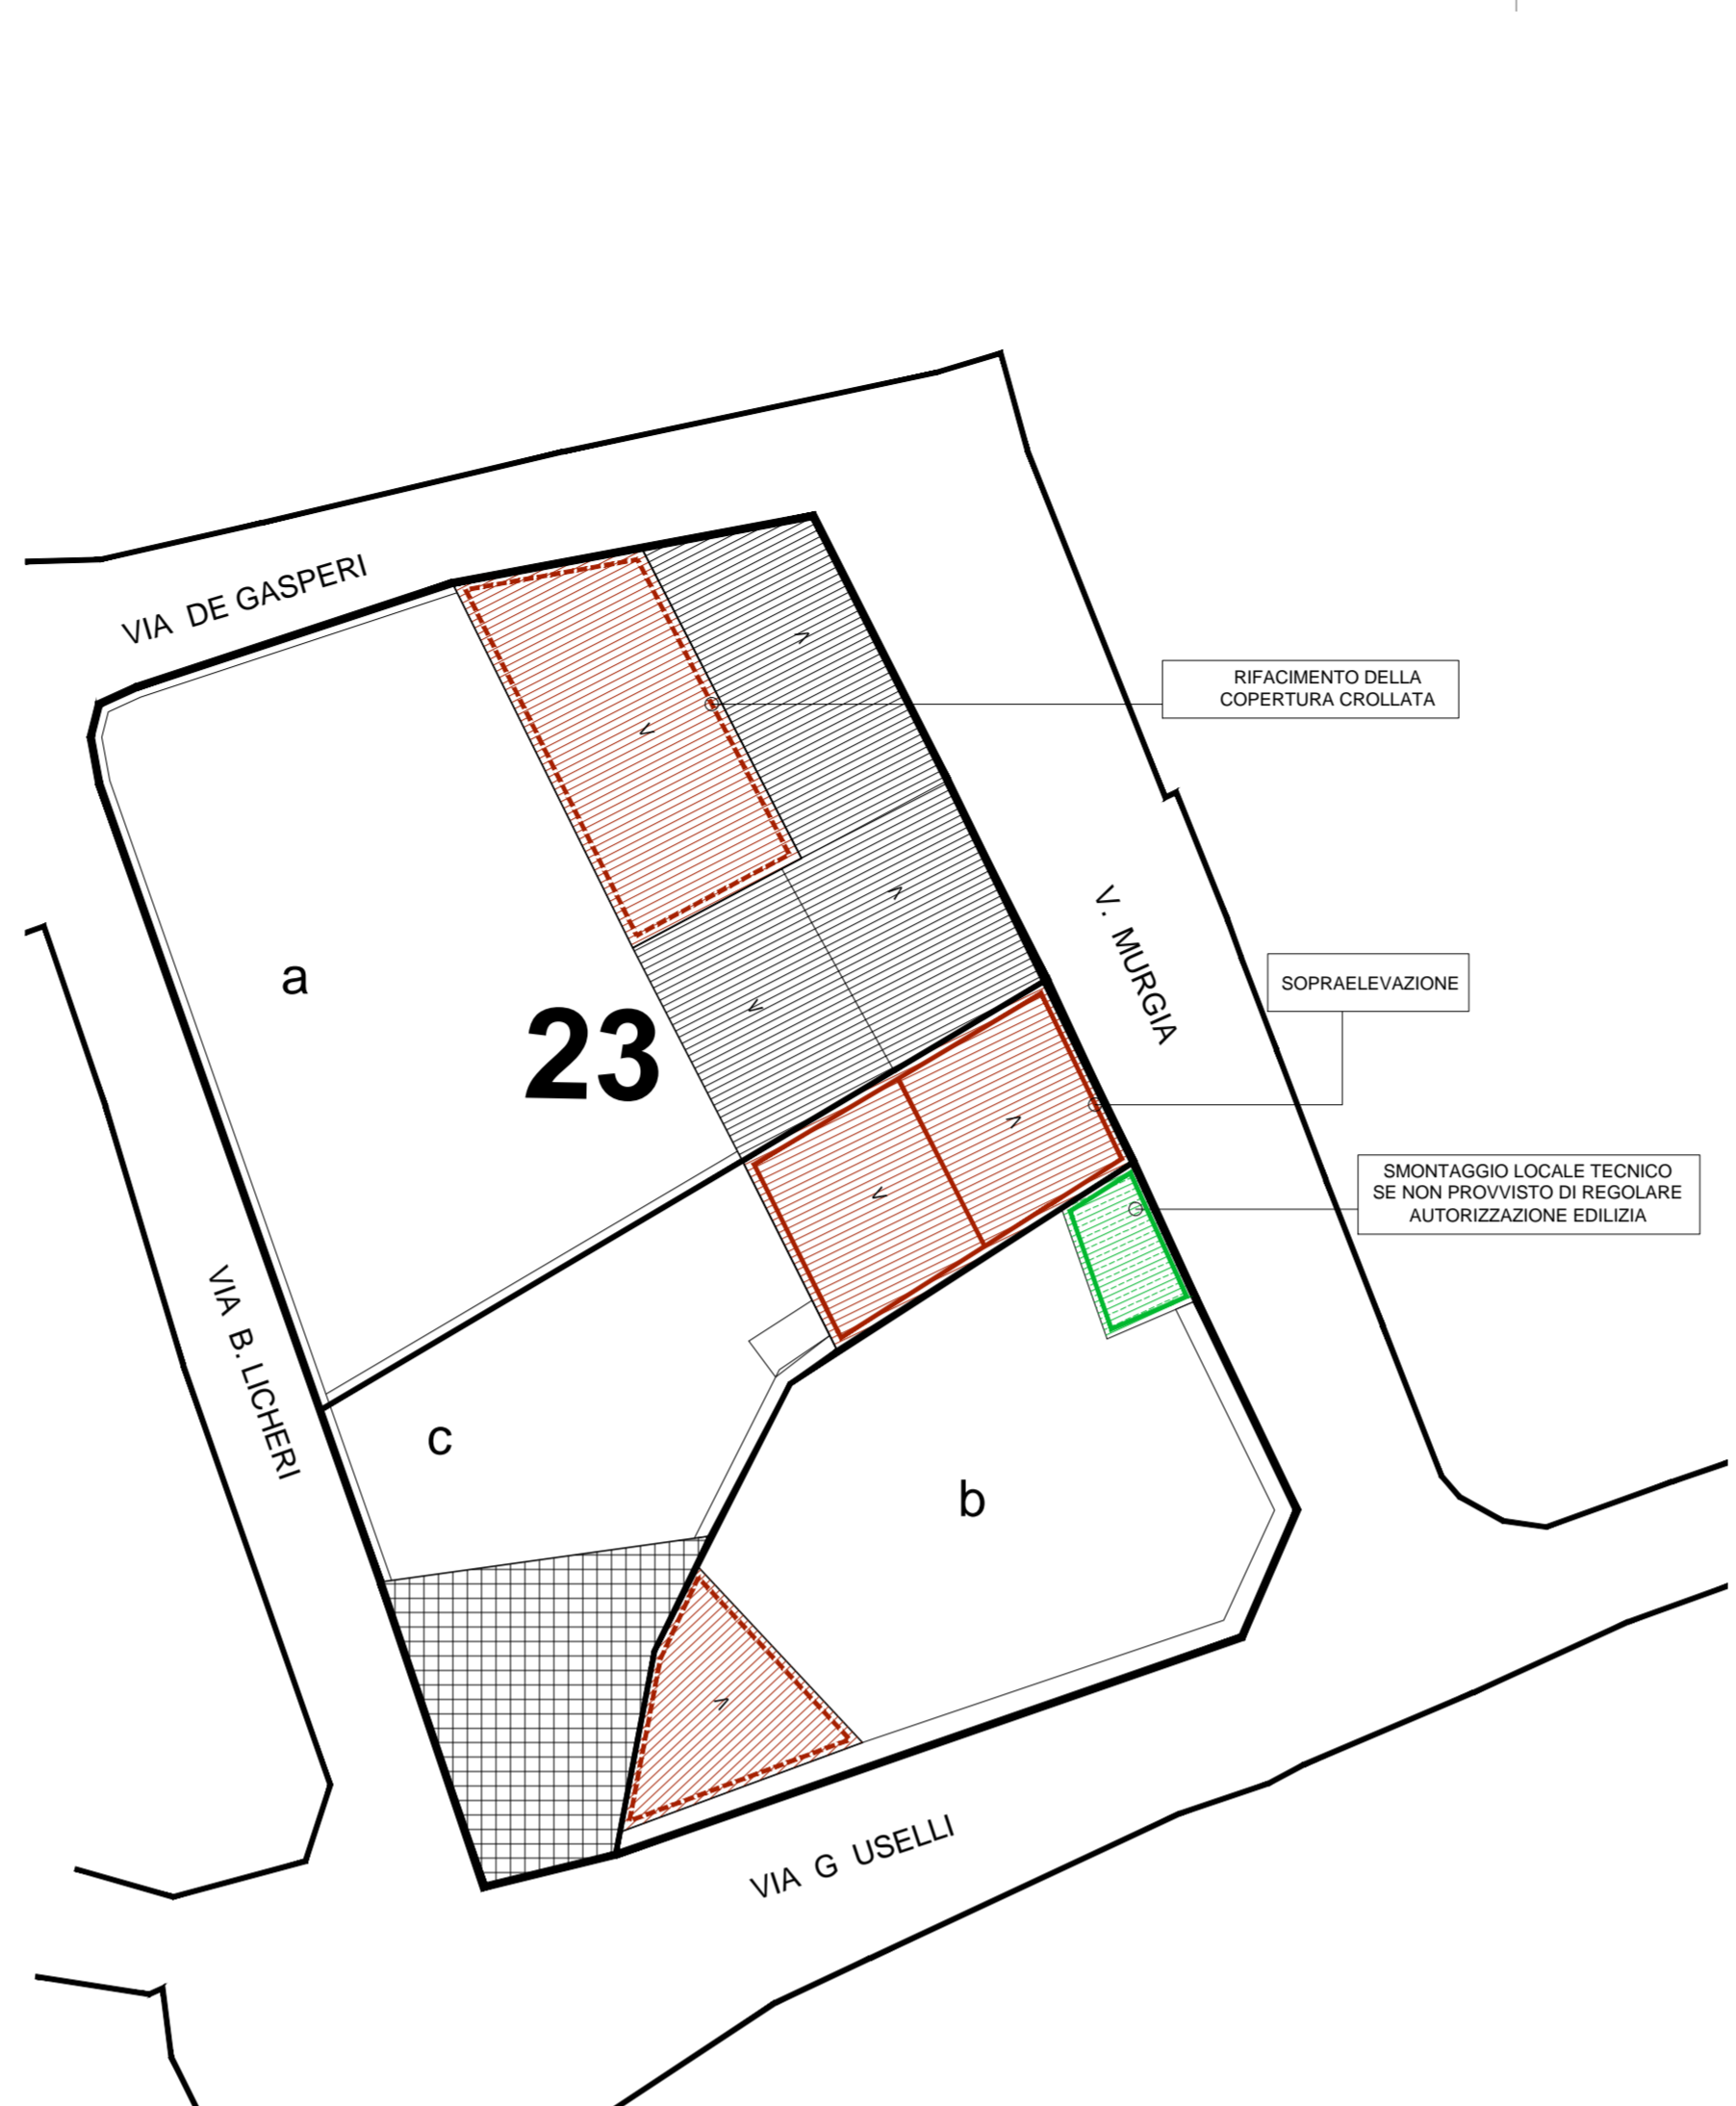 VIA DE GASPERI
RIFACIMENTO DELLA
COPERTURA CROLLATA
V. MURGIA
a
SOPRAELEVAZIONE
23
SMONTAGGIO LOCALE TECNICO
SE NON PROVVISTO DI REGOLARE
AUTORIZZAZIONE EDILIZIA
VIA B. LICHERI
c
b
VIA G USELLI